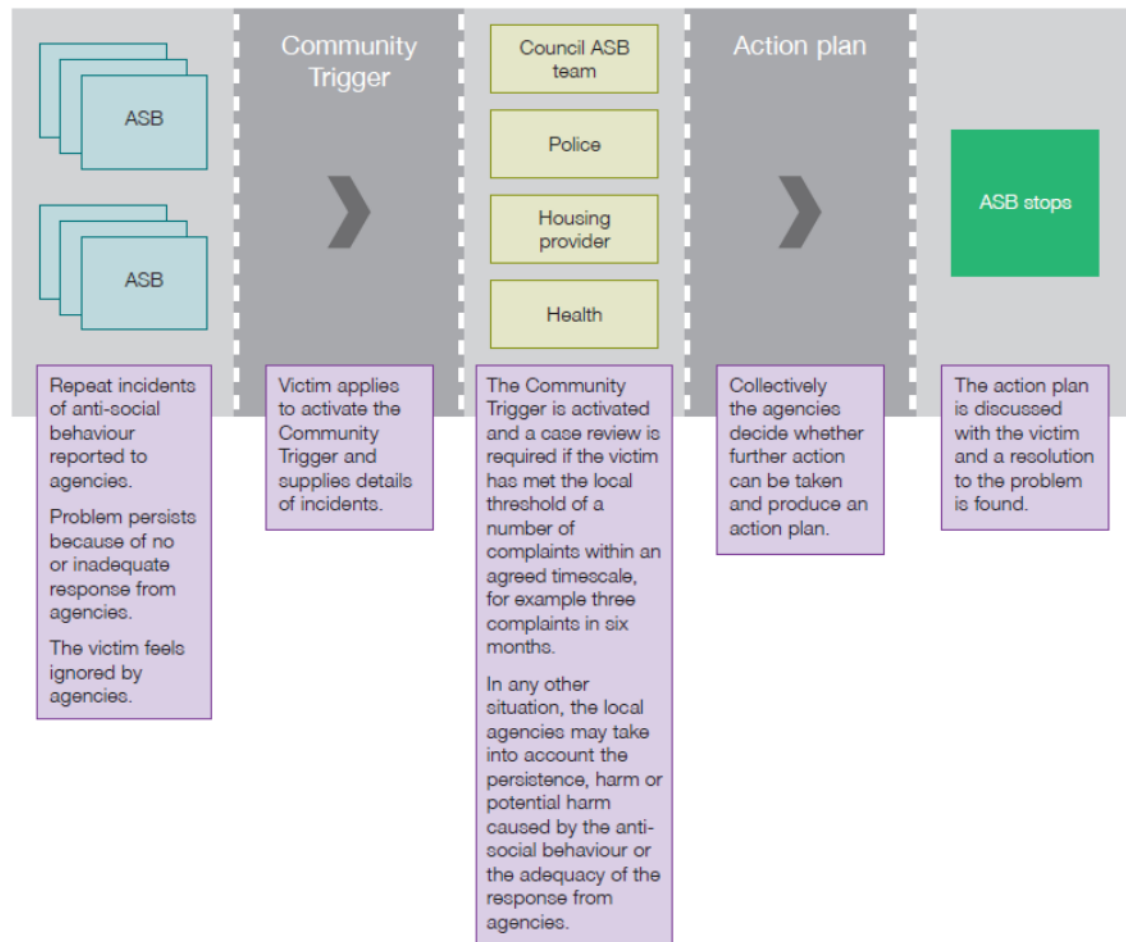 ASB
ASB
Community
Trigger
Council ASB
team
Police
Housing
provider
Health
Action plan
ASB stops
Repeat incidents
of anti-social
behaviour
reported to
agencies.
Problem persists
because of no
or inadequate
response from
agencies.
The victim feels
ignored by
agencies.
Victim applies
to activate the
Community
Trigger and
supplies details
of incidents.
The Community
Trigger is activated
and a case review is
required if the victim
has met the local
threshold of a
number of
complaints within an
agreed timescale,
for example three
complaints in six
months.
In any other
situation, the local
agencies may take
into account the
persistence, harm or
potential harm
caused by the anti-
social behaviour or
the adequacy of the
response from
agencies.
Collectively
the agencies
decide whether
further action
can be taken
and produce an
action plan.
The action plan
is discussed
with the victim
and a resolution
to the problem
is found.